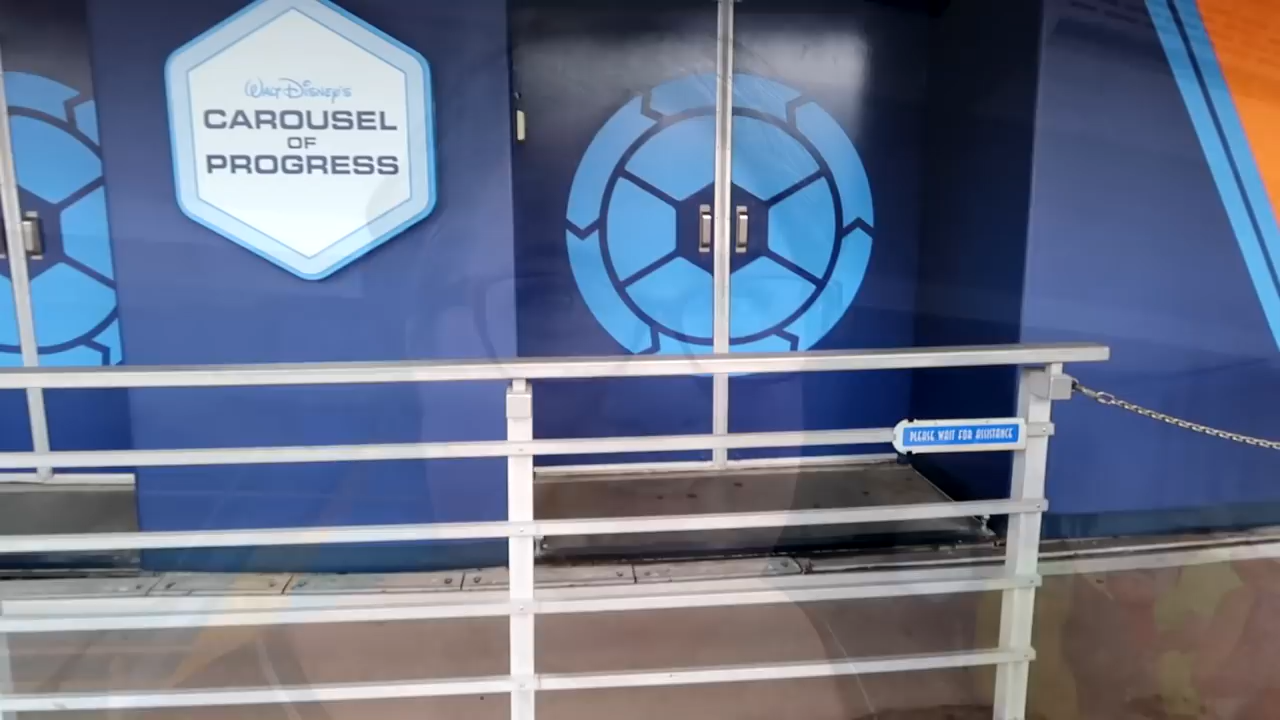 Walt Disney's
CAROUSEL
OF
PROGRESS
PLEASE WAIT FOR ASSISTANCE